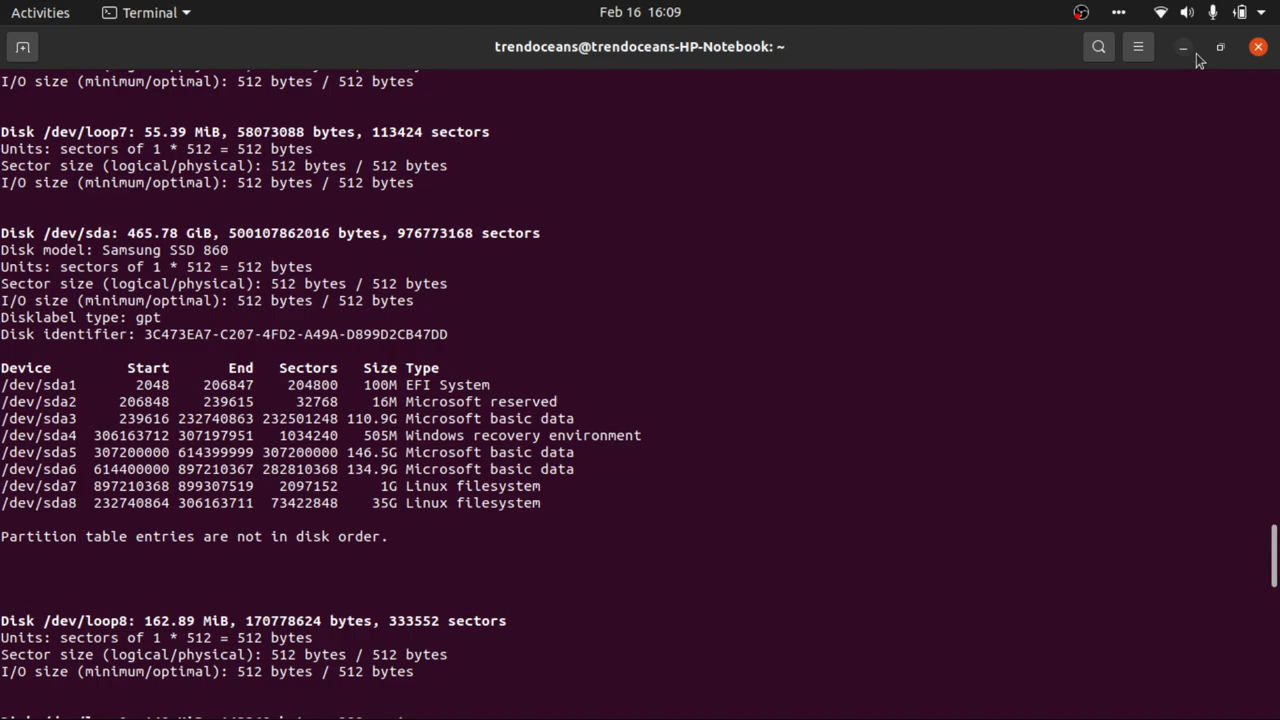 Activities Terminal Feb 16 16:09
trendoceans@trendoceans-HP-Notebook: ~
I/O size (minimum/optimal): 512 bytes / 512 bytes
Disk /dev/loop7: 55.39 MiB, 58073088 bytes, 113424 sectors
Units: sectors of 1 * 512 = 512 bytes
Sector size (logical/physical): 512 bytes / 512 bytes
I/O size (minimum/optimal): 512 bytes / 512 bytes
Disk /dev/sda: 465.78 GiB, 500107862016 bytes, 976773168 sectors
Disk model: Samsung SSD 860
Units: sectors of 1 * 512 = 512 bytes
Sector size (logical/physical): 512 bytes / 512 bytes
I/O size (minimum/optimal): 512 bytes / 512 bytes
Disklabel type: gpt
Disk identifier: 3C473EA7-C207-4FD2-A49A-D899D2CB47DD
Device Start End Sectors Size Type
/dev/sda1 2048 206847 204800 100M EFI System
/dev/sda2 206848 239615 32768 16M Microsoft reserved
/dev/sda3 239616 232740863 232501248 110.9G Microsoft basic data
/dev/sda4 306163712 307197951 1034240 505M Windows recovery environment
/dev/sda5 307200000 614399999 307200000 146.5G Microsoft basic data
/dev/sda6 614400000 897210367 282810368 134.9G Microsoft basic data
/dev/sda7 897210368 899307519 2097152 1G Linux filesystem
/dev/sda8 232740864 306163711 73422848 35G Linux filesystem
Partition table entries are not in disk order.
Disk /dev/loop8: 162.89 MiB, 170778624 bytes, 333552 sectors
Units: sectors of 1 * 512 = 512 bytes
Sector size (logical/physical): 512 bytes / 512 bytes
I/O size (minimum/optimal): 512 bytes / 512 bytes